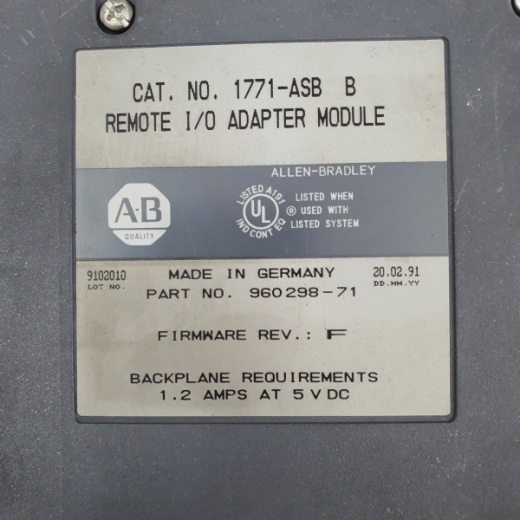 CAT. NO. 1771-ASB B
REMOTE I/O ADAPTER MODULE
ALLEN-BRADLEY
A·B
QUALITY
LISTED A191
UL
IND CONT EQ
®
LISTED WHEN
USED WITH
LISTED SYSTEM
9102010
LOT NO.
MADE IN GERMANY
20.02.91
DD.MM.YY
PART NO. 960298-71
FIRMWARE REV.: F
BACKPLANE REQUIREMENTS
1.2 AMPS AT 5 V DC